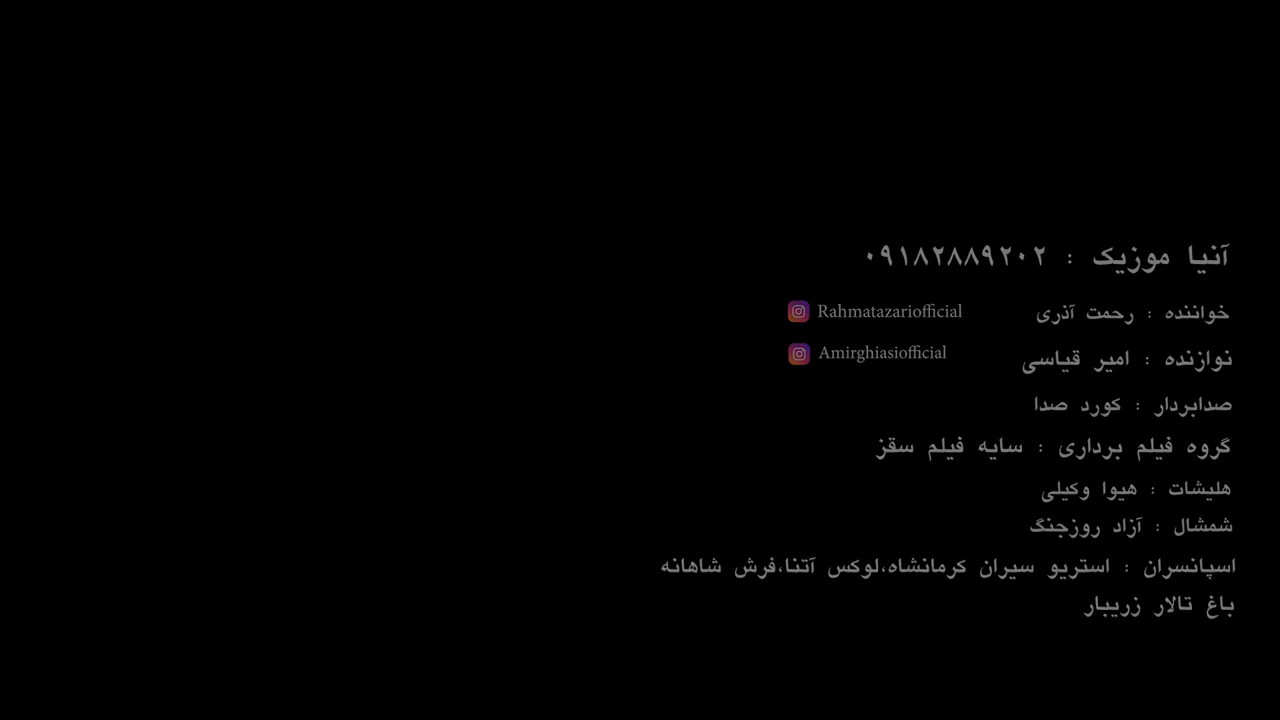 آنیا موزیک : ۰۹۱۸۲۸۸۹۲۰۲
خواننده : رحمت آذری Rahmatazariofficial
نوازنده : امیر قیاسی Amirghiasiofficial
صدابردار : کورد صدا
گروه فیلم برداری : سایه فیلم سقز
هلیشات : هیوا وکیلی
شمشال : آزاد روزجنگ
اسپانسران : استریو سیران کرمانشاه،لوکس آتنا،فرش شاهانه
باغ تالار زریبار